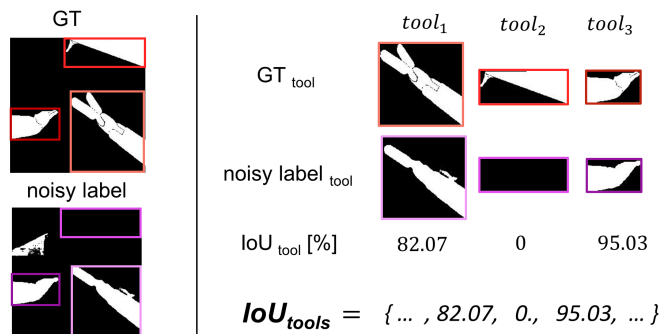 GT
noisy label
tool₁ tool₂ tool₃
GT tool
noisy label tool
IoU tool [%] 82.07 0 95.03
IoUtools = { ... , 82.07, 0., 95.03, ... }